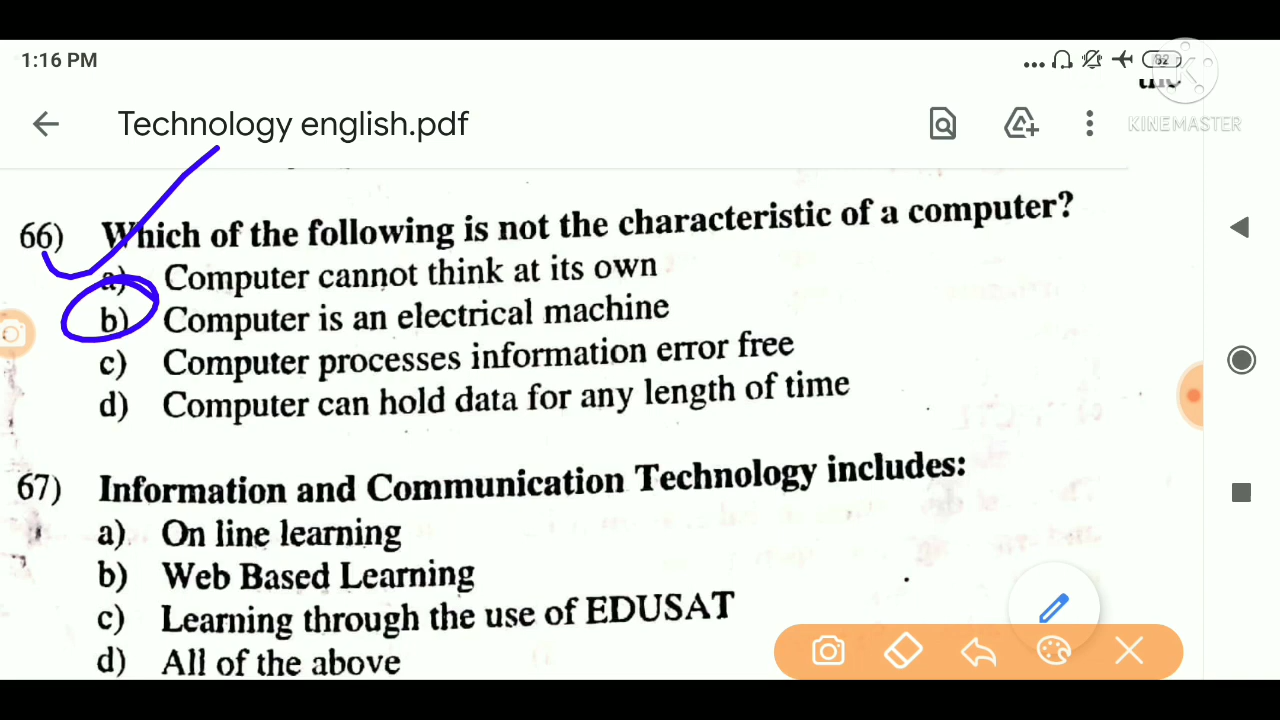 1:16 PM
82
Technology english.pdf
KINEMASTER
66) Which of the following is not the characteristic of a computer?
a) Computer cannot think at its own
b) Computer is an electrical machine
c) Computer processes information error free
d) Computer can hold data for any length of time
67) Information and Communication Technology includes:
a) On line learning
b) Web Based Learning
c) Learning through the use of EDUSAT
d) All of the above